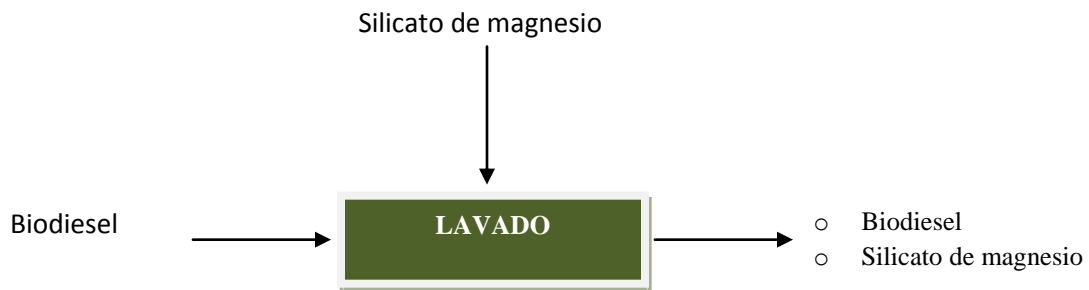 Silicato de magnesio
Biodiesel
LAVADO
o Biodiesel
o Silicato de magnesio